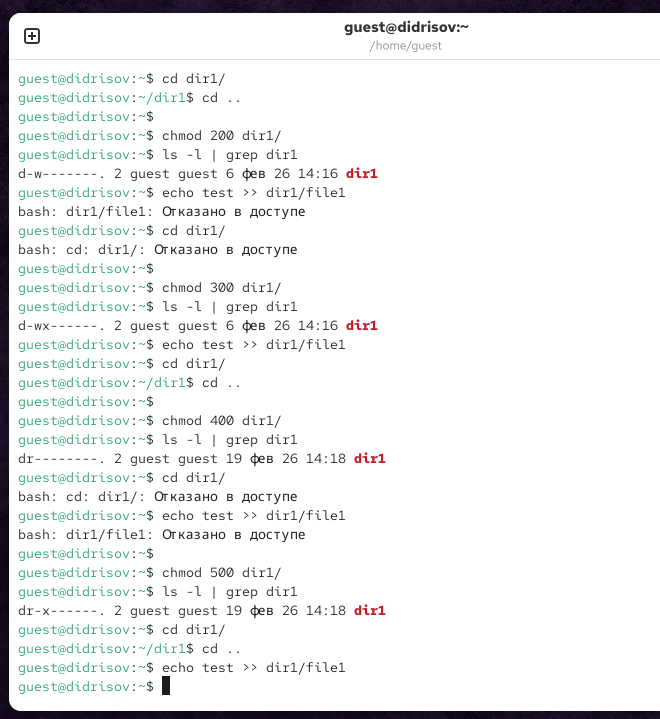 guest@didrisov:~
/home/guest
guest@didrisov:~$ cd dir1/
guest@didrisov:~/dir1$ cd ..
guest@didrisov:~$
guest@didrisov:~$ chmod 200 dir1/
guest@didrisov:~$ ls -l | grep dir1
d-w-------. 2 guest guest 6 фев 26 14:16 dir1
guest@didrisov:~$ echo test >> dir1/file1
bash: dir1/file1: Отказано в доступе
guest@didrisov:~$ cd dir1/
bash: cd: dir1/: Отказано в доступе
guest@didrisov:~$
guest@didrisov:~$ chmod 300 dir1/
guest@didrisov:~$ ls -l | grep dir1
d-wx------. 2 guest guest 6 фев 26 14:16 dir1
guest@didrisov:~$ echo test >> dir1/file1
guest@didrisov:~$ cd dir1/
guest@didrisov:~/dir1$ cd ..
guest@didrisov:~$
guest@didrisov:~$ chmod 400 dir1/
guest@didrisov:~$ ls -l | grep dir1
dr--------. 2 guest guest 19 фев 26 14:18 dir1
guest@didrisov:~$ cd dir1/
bash: cd: dir1/: Отказано в доступе
guest@didrisov:~$ echo test >> dir1/file1
bash: dir1/file1: Отказано в доступе
guest@didrisov:~$
guest@didrisov:~$ chmod 500 dir1/
guest@didrisov:~$ ls -l | grep dir1
dr-x------. 2 guest guest 19 фев 26 14:18 dir1
guest@didrisov:~$ cd dir1/
guest@didrisov:~/dir1$ cd ..
guest@didrisov:~$ echo test >> dir1/file1
guest@didrisov:~$